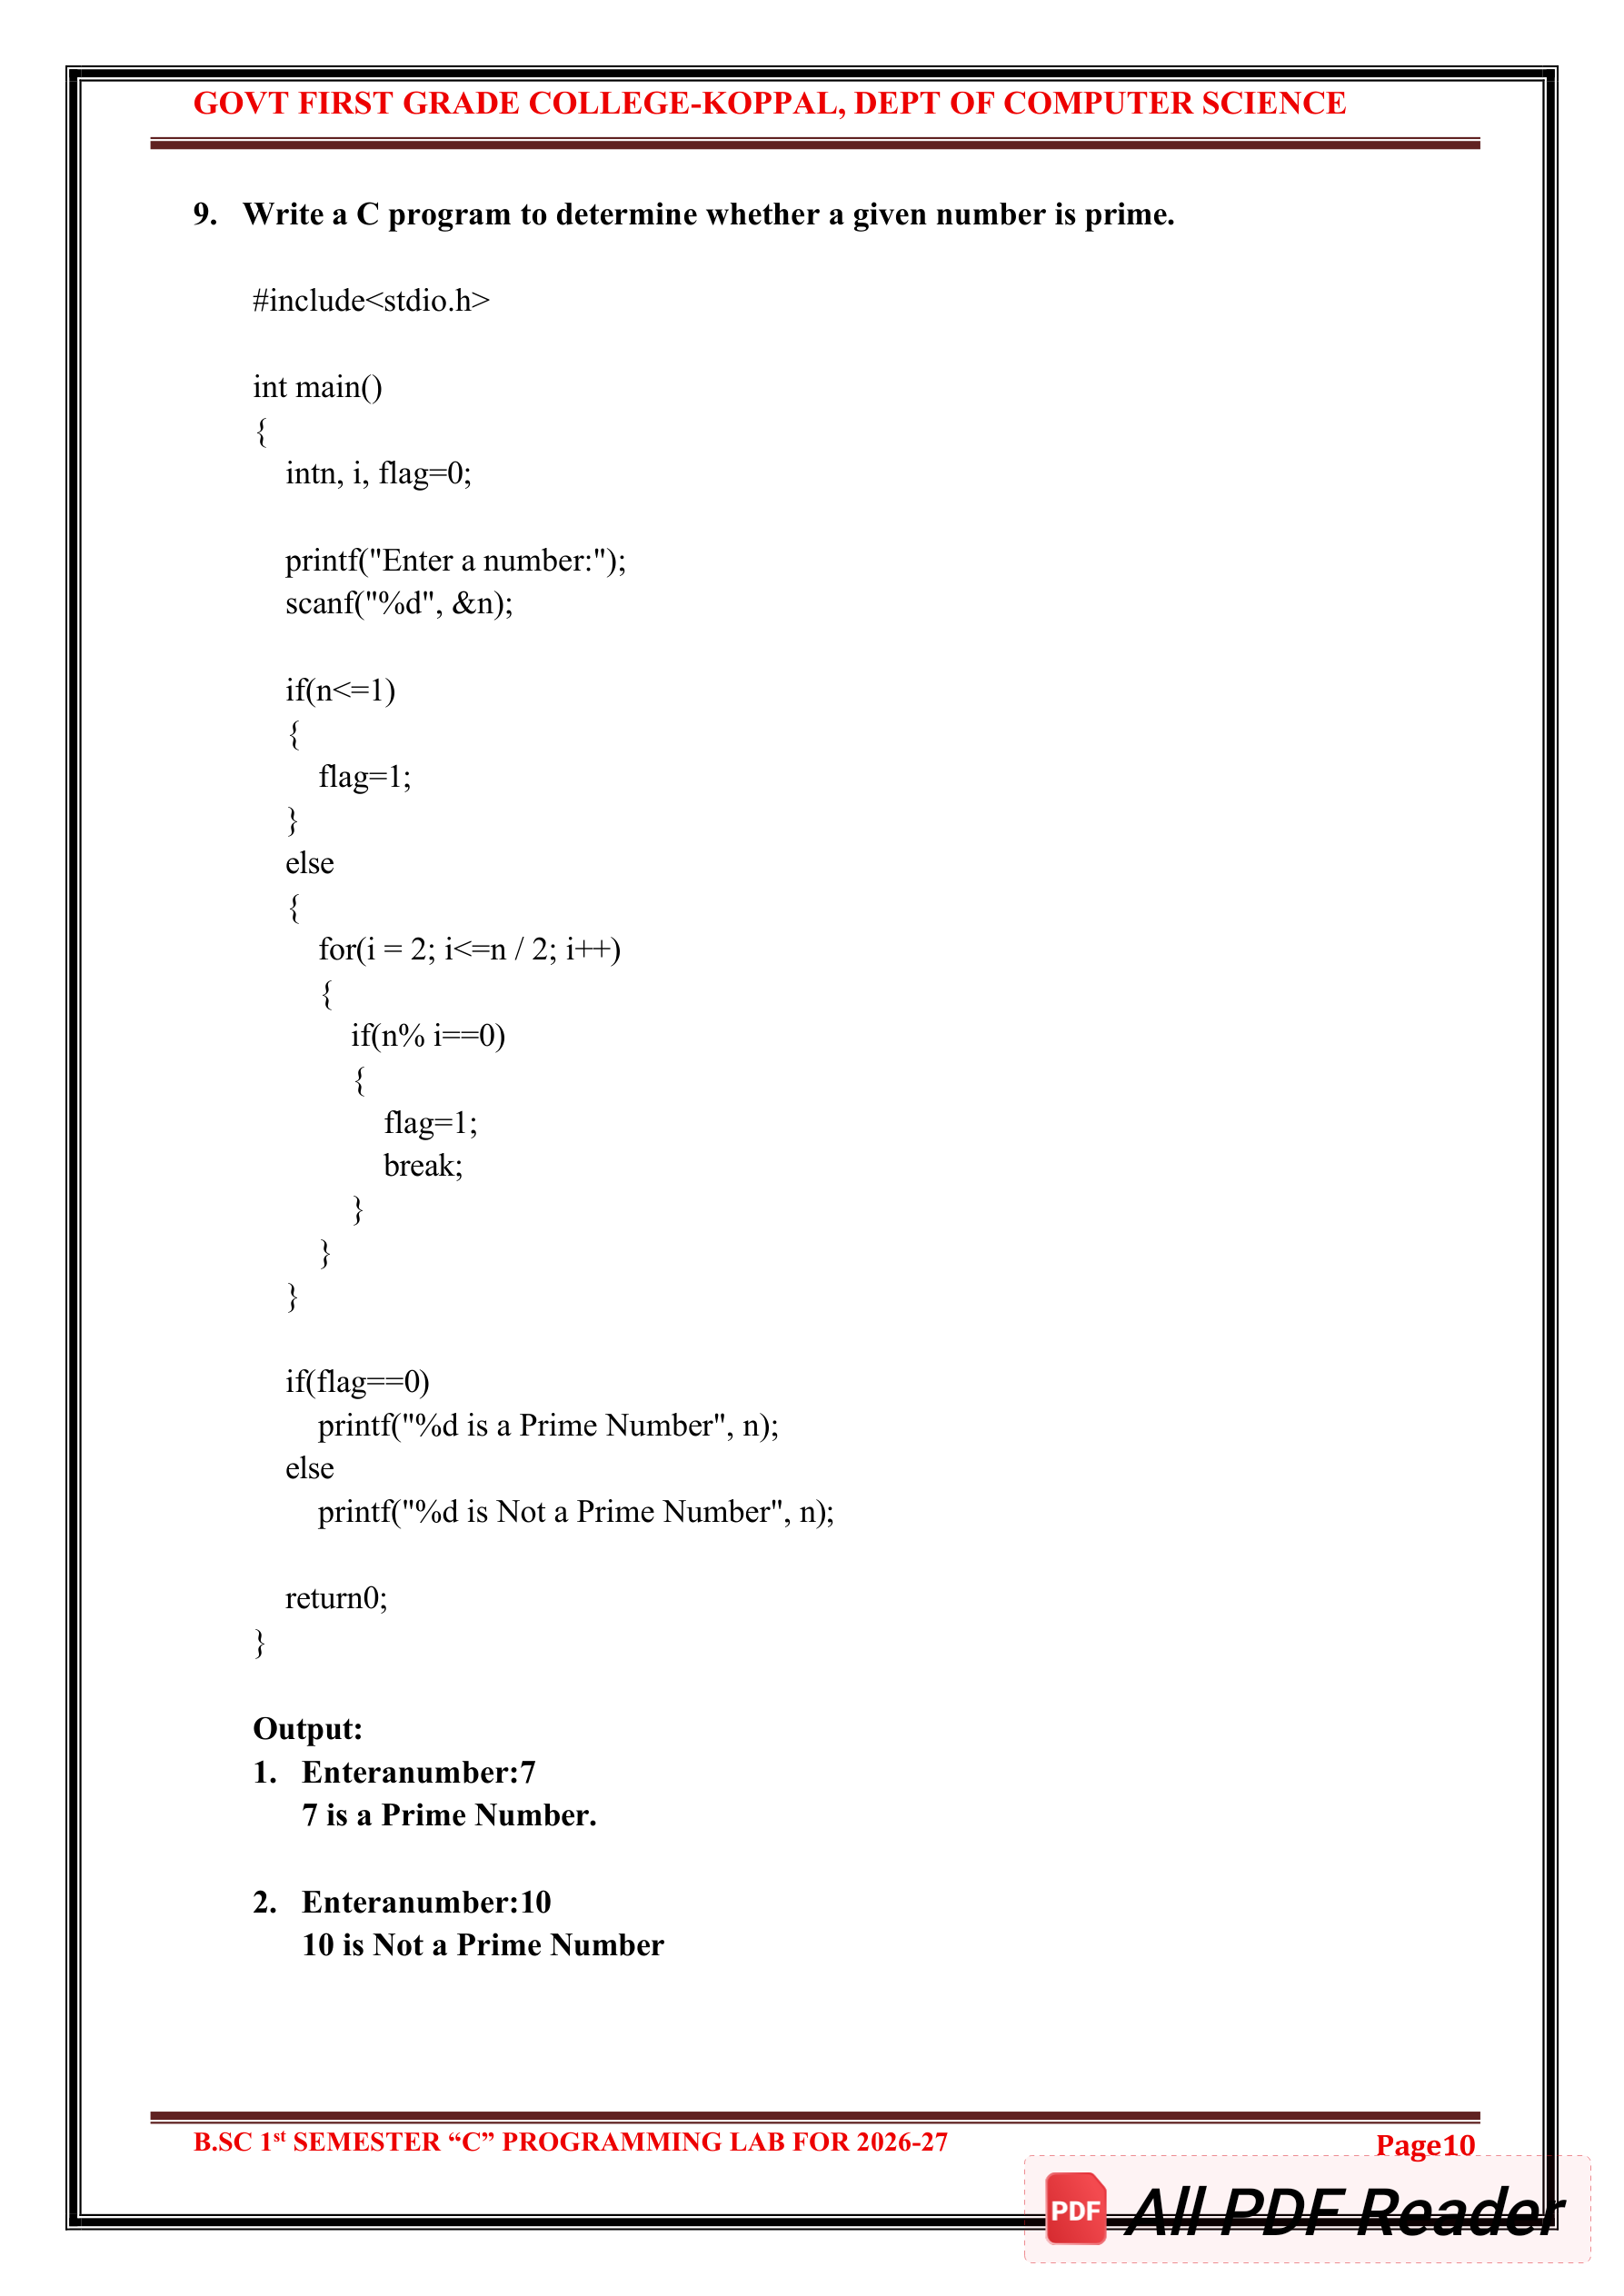 GOVT FIRST GRADE COLLEGE-KOPPAL, DEPT OF COMPUTER SCIENCE
9. Write a C program to determine whether a given number is prime.
#include<stdio.h>
int main()
{
intn, i, flag=0;
printf("Enter a number:");
scanf("%d", &n);
if(n<=1)
{
flag=1;
}
else
{
for(i = 2; i<=n / 2; i++)
{
if(n% i==0)
{
flag=1;
break;
}
}
}
if(flag==0)
printf("%d is a Prime Number", n);
else
printf("%d is Not a Prime Number", n);
return0;
}
Output:
1. Enteranumber:7
7 is a Prime Number.
2. Enteranumber:10
10 is Not a Prime Number
B.SC 1st SEMESTER “C” PROGRAMMING LAB FOR 2026-27 Page10
PDF All PDF Reader